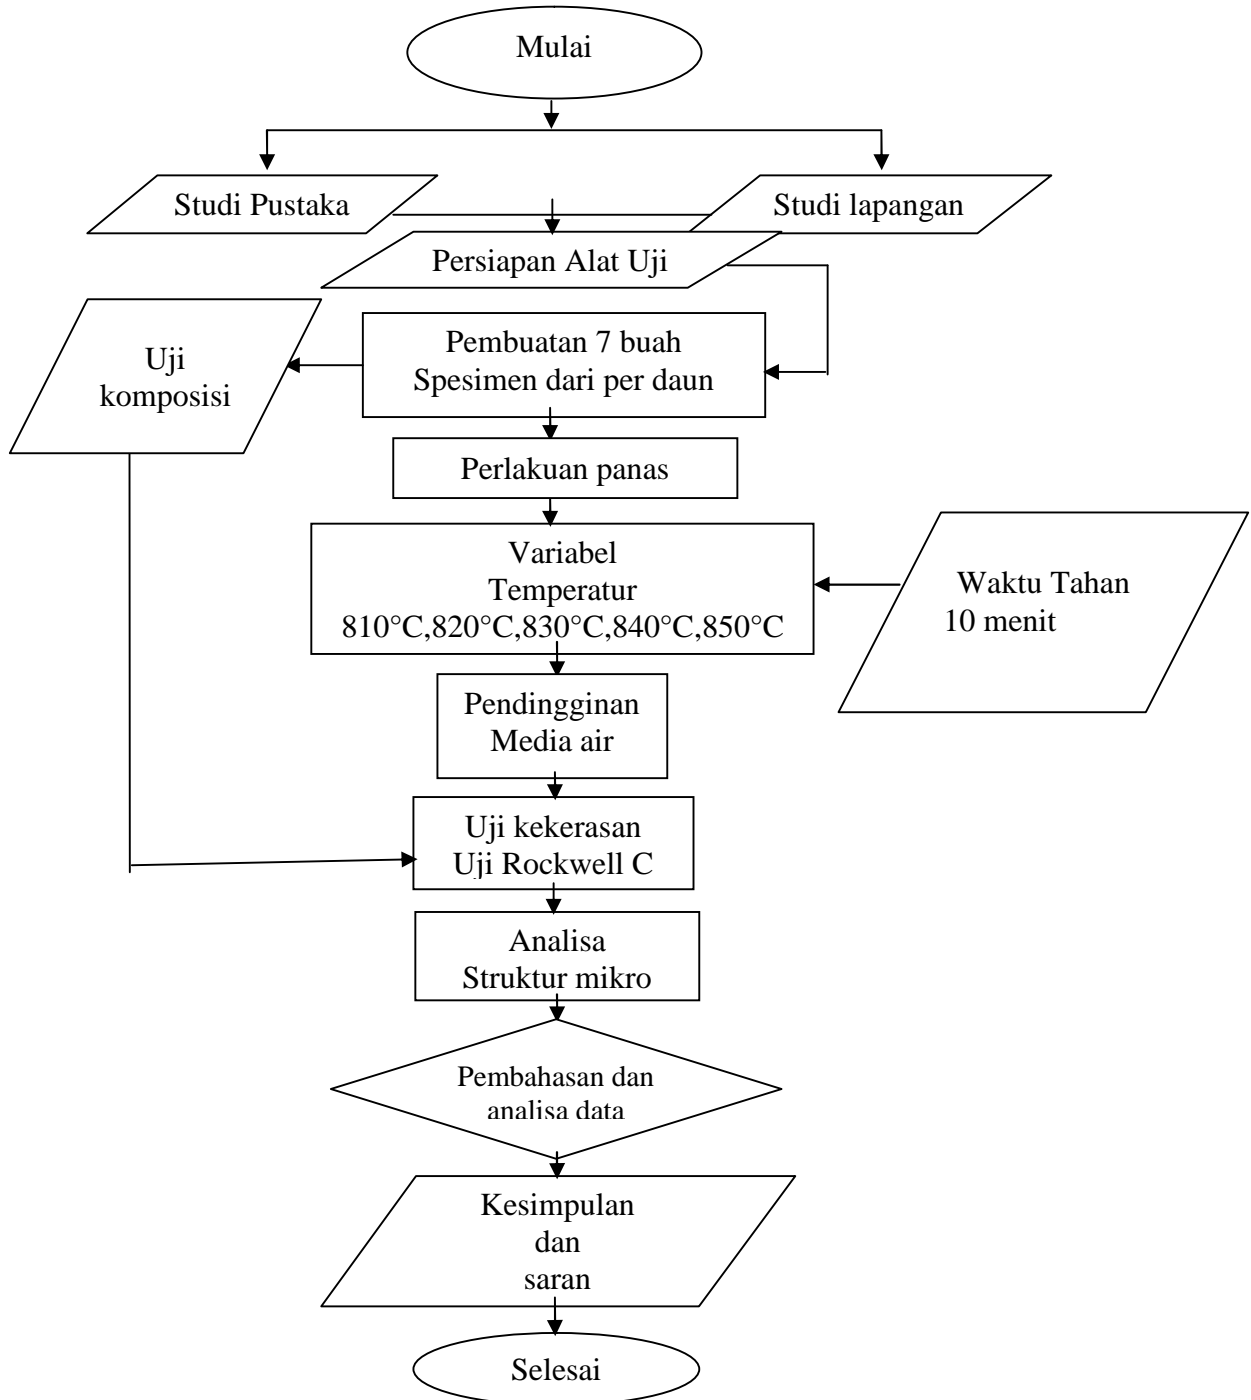 Mulai
Studi Pustaka
Studi lapangan
Persiapan Alat Uji
Uji
komposisi
Pembuatan 7 buah
Spesimen dari per daun
Perlakuan panas
Variabel
Temperatur
810°C,820°C,830°C,840°C,850°C
Waktu Tahan
10 menit
Pendingginan
Media air
Uji kekerasan
Uji Rockwell C
Analisa
Struktur mikro
Pembahasan dan
analisa data
Kesimpulan
dan
saran
Selesai